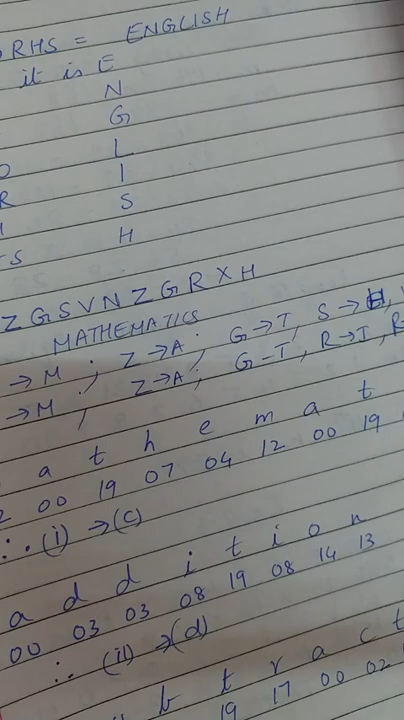 RHS = ENGLISH
it is E
N
G
L
I
S
H
ZGSVNZGRXH
MATHEMATICS
→ M ; Z→A ; G→T, S→H,
→ M ; Z→A ; G-T, R→I,
a t h e m a t
00 19 07 04 12 00 19
∴ (i) → (c)
a d d i t i o n
00 03 03 08 19 08 14 13
∴ (ii) → (d)
b t r a c t
19 17 00 02